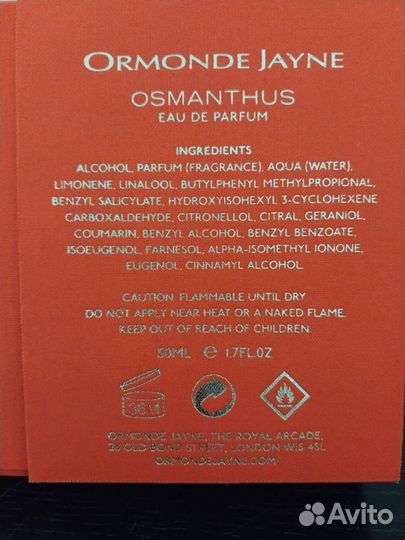 ORMONDE JAYNE
OSMANTHUS
EAU DE PARFUM
INGREDIENTS
ALCOHOL, PARFUM (FRAGRANCE), AQUA (WATER),
LIMONENE, LINALOOL, BUTYLPHENYL METHYLPROPIONAL,
BENZYL SALICYLATE, HYDROXYISOHEXYL 3-CYCLOHEXENE
CARBOXALDEHYDE, CITRONELLOL, CITRAL, GERANIOL,
COUMARIN, BENZYL ALCOHOL, BENZYL BENZOATE,
ISOEUGENOL, FARNESOL, ALPHA-ISOMETHYL IONONE,
EUGENOL, CINNAMYL ALCOHOL.
CAUTION: FLAMMABLE UNTIL DRY
DO NOT APPLY NEAR HEAT OR A NAKED FLAME.
KEEP OUT OF REACH OF CHILDREN.
50ML e 1.7FL.OZ
36M
ORMONDE JAYNE, THE ROYAL ARCADE,
28 OLD BOND STREET, LONDON W1S 4SL
ORMONDEJAYNE.COM
Avito